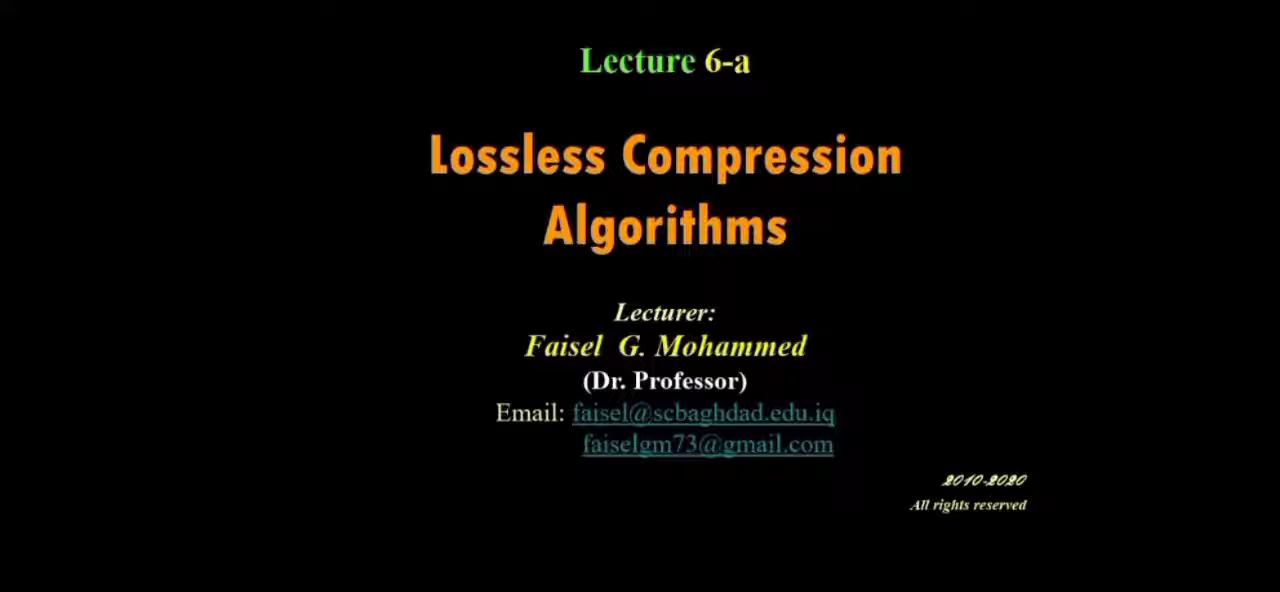 Lecture 6-a
Lossless Compression
Algorithms
Lecturer:
Faisel G. Mohammed
(Dr. Professor)
Email: faisel@scbaghdad.edu.iq
faiselgm73@gmail.com
2010-2020
All rights reserved